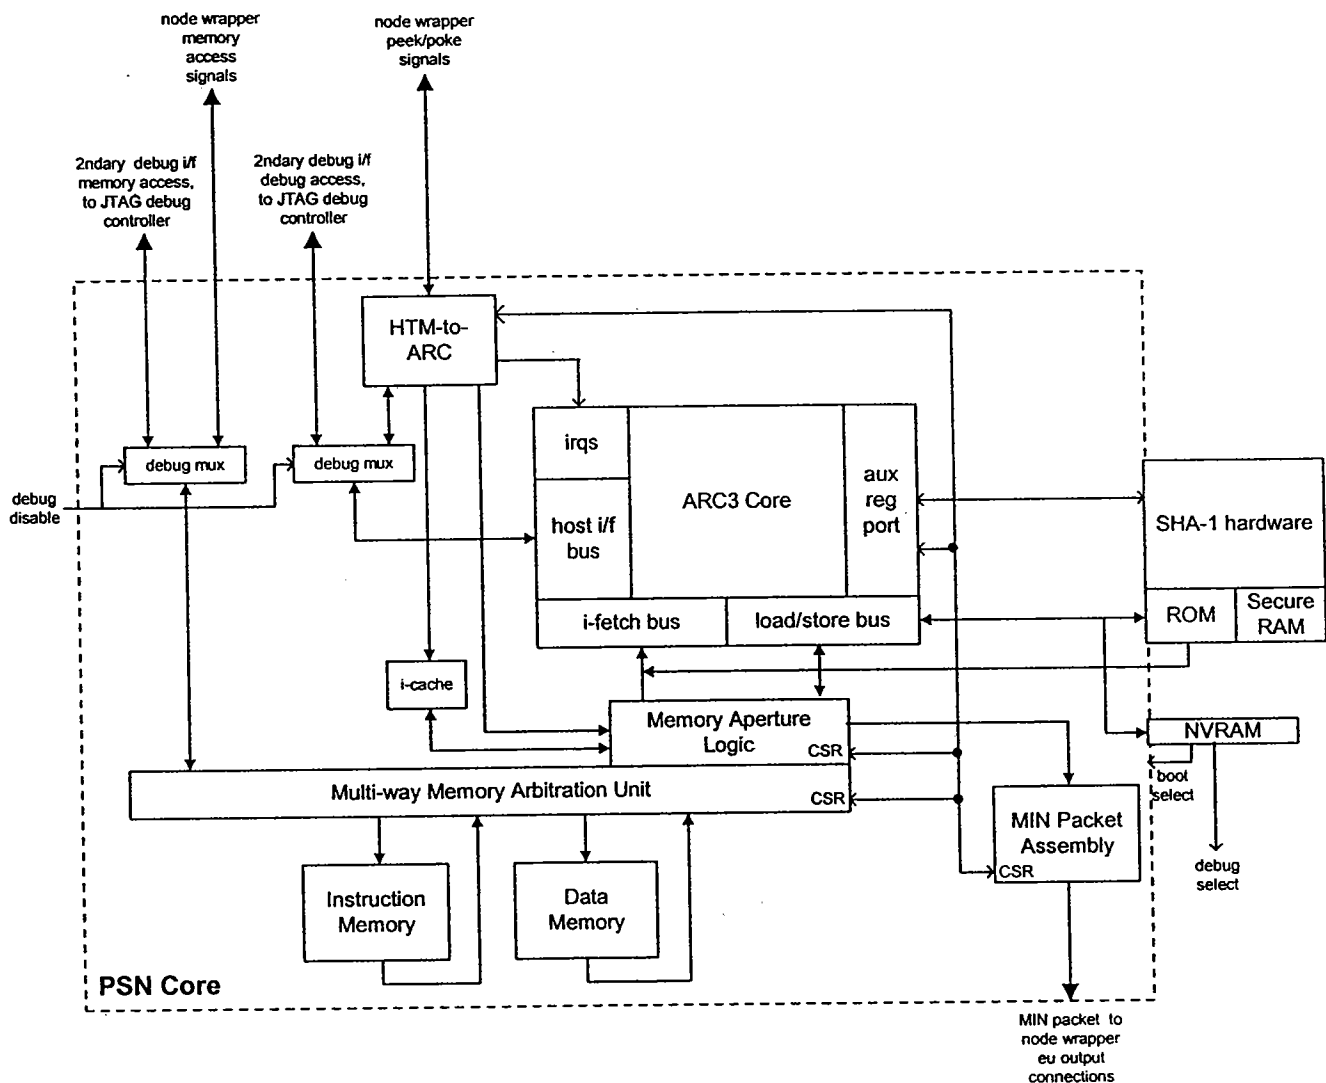 node wrapper
memory
access
signals
node wrapper
peek/poke
signals
2ndary debug i/f
memory access,
to JTAG debug
controller
2ndary debug i/f
debug access,
to JTAG debug
controller
HTM-to-
ARC
debug mux
debug mux
debug
disable
irqs
host i/f
bus
ARC3 Core
aux
reg
port
SHA-1 hardware
i-fetch bus
load/store bus
ROM
Secure
RAM
i-cache
Memory Aperture
Logic
CSR
NVRAM
boot
select
Multi-way Memory Arbitration Unit
CSR
MIN Packet
Assembly
CSR
debug
select
Instruction
Memory
Data
Memory
PSN Core
MIN packet to
node wrapper
eu output
connections